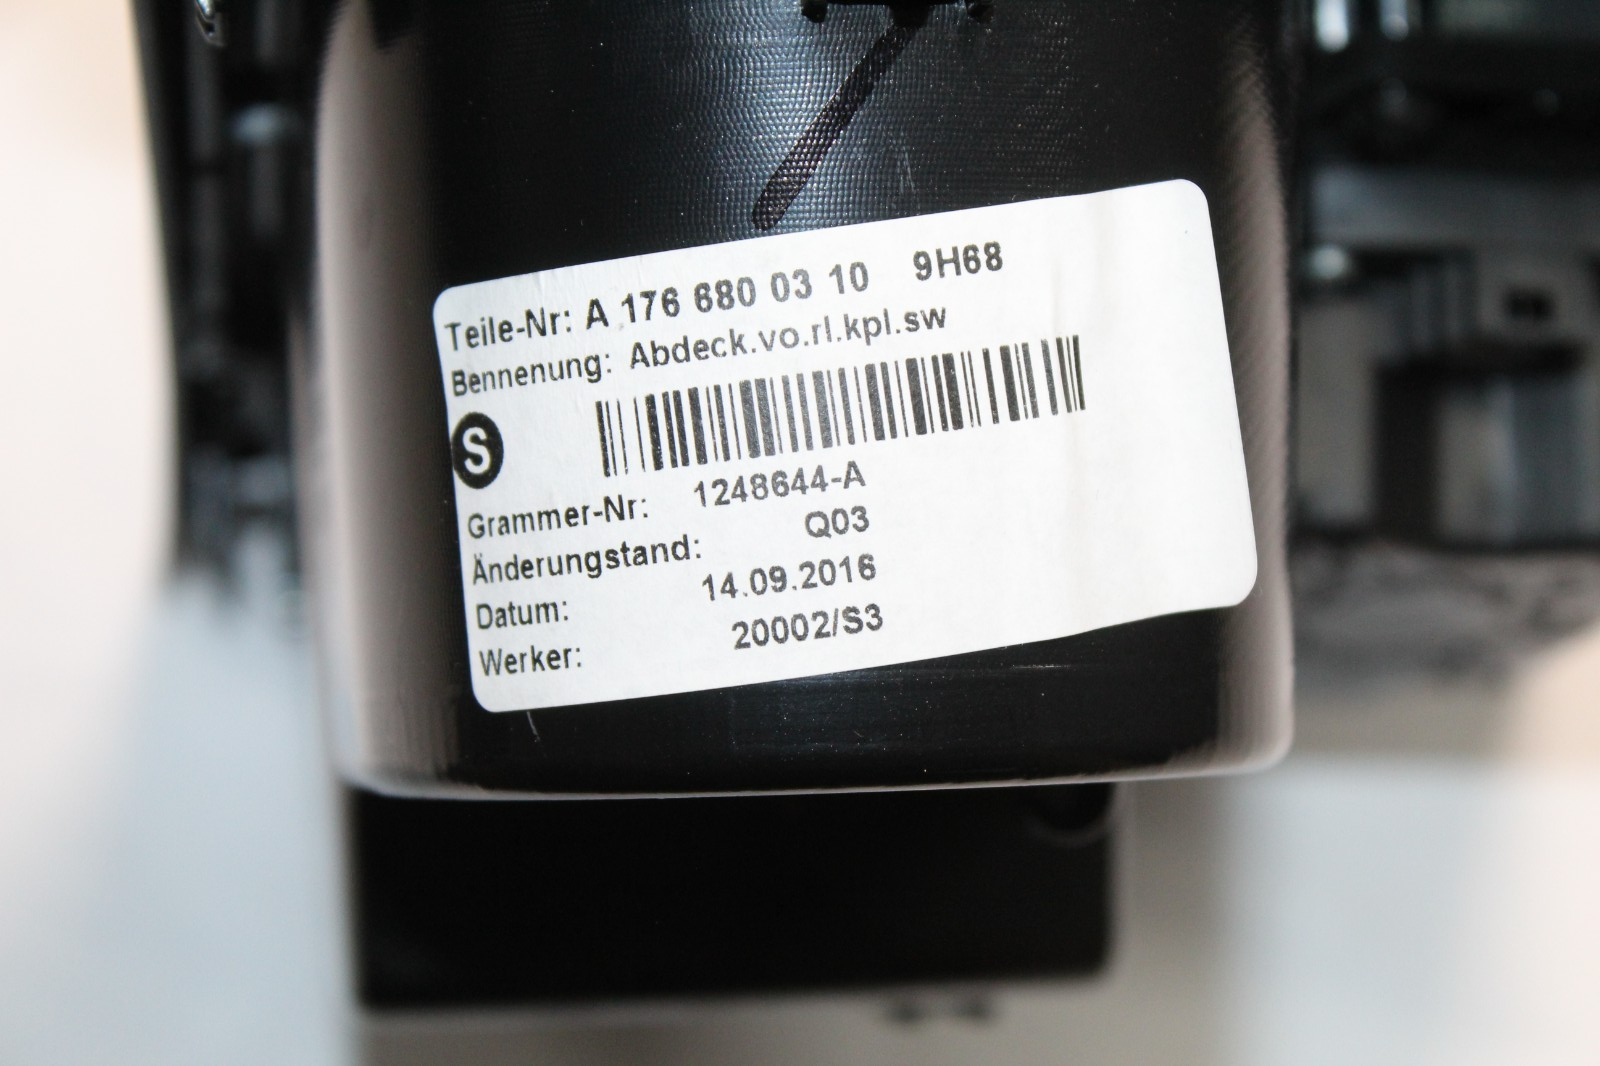 Teile-Nr: A 176 680 03 10 9H68
Bennenung: Abdeck.vo.rl.kpl.sw
S
Grammer-Nr: 1248644-A
Änderungstand: Q03
Datum: 14.09.2016
Werker: 20002/S3